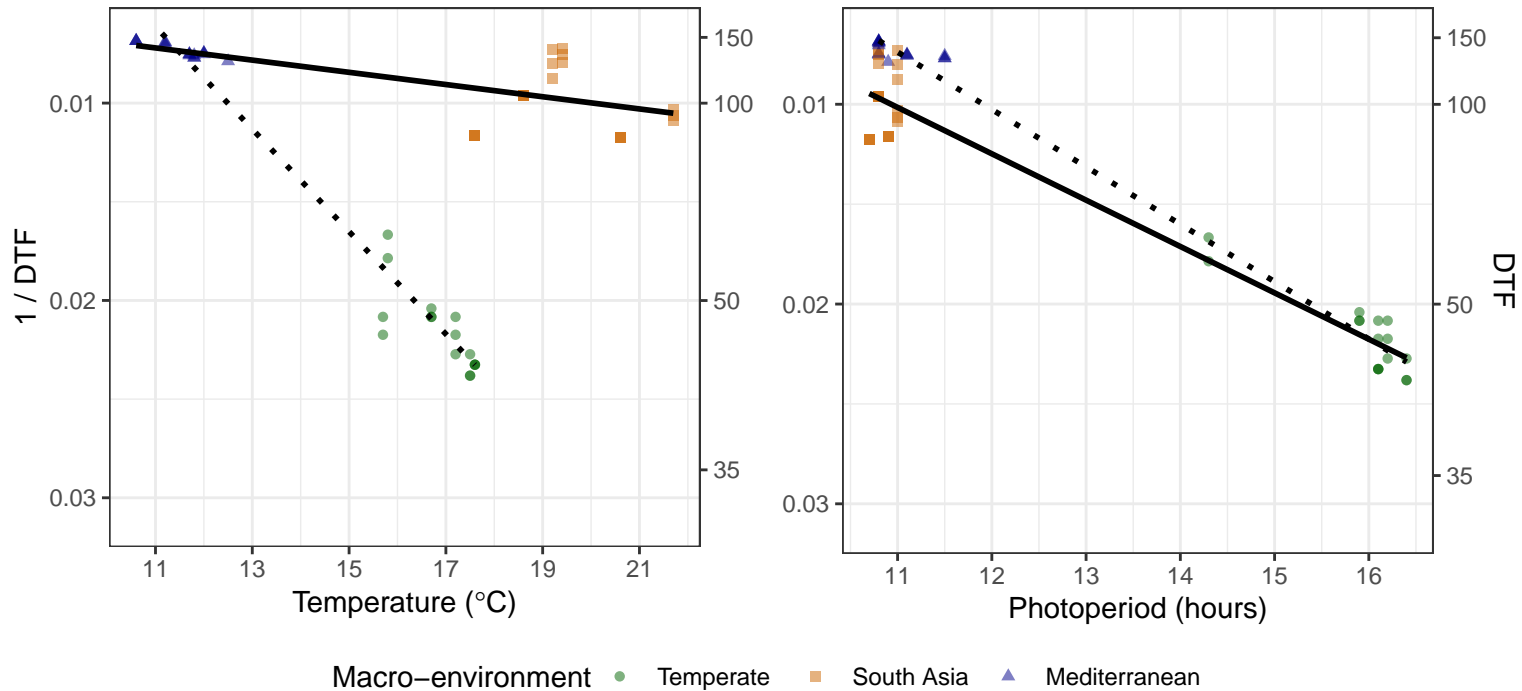 1 / DTF
0.01
0.02
0.03
150
100
50
35
11 13 15 17 19 21
Temperature (°C)
0.01
0.02
0.03
150
100
50
35
DTF
11 12 13 14 15 16
Photoperiod (hours)
Macro−environment Temperate South Asia Mediterranean